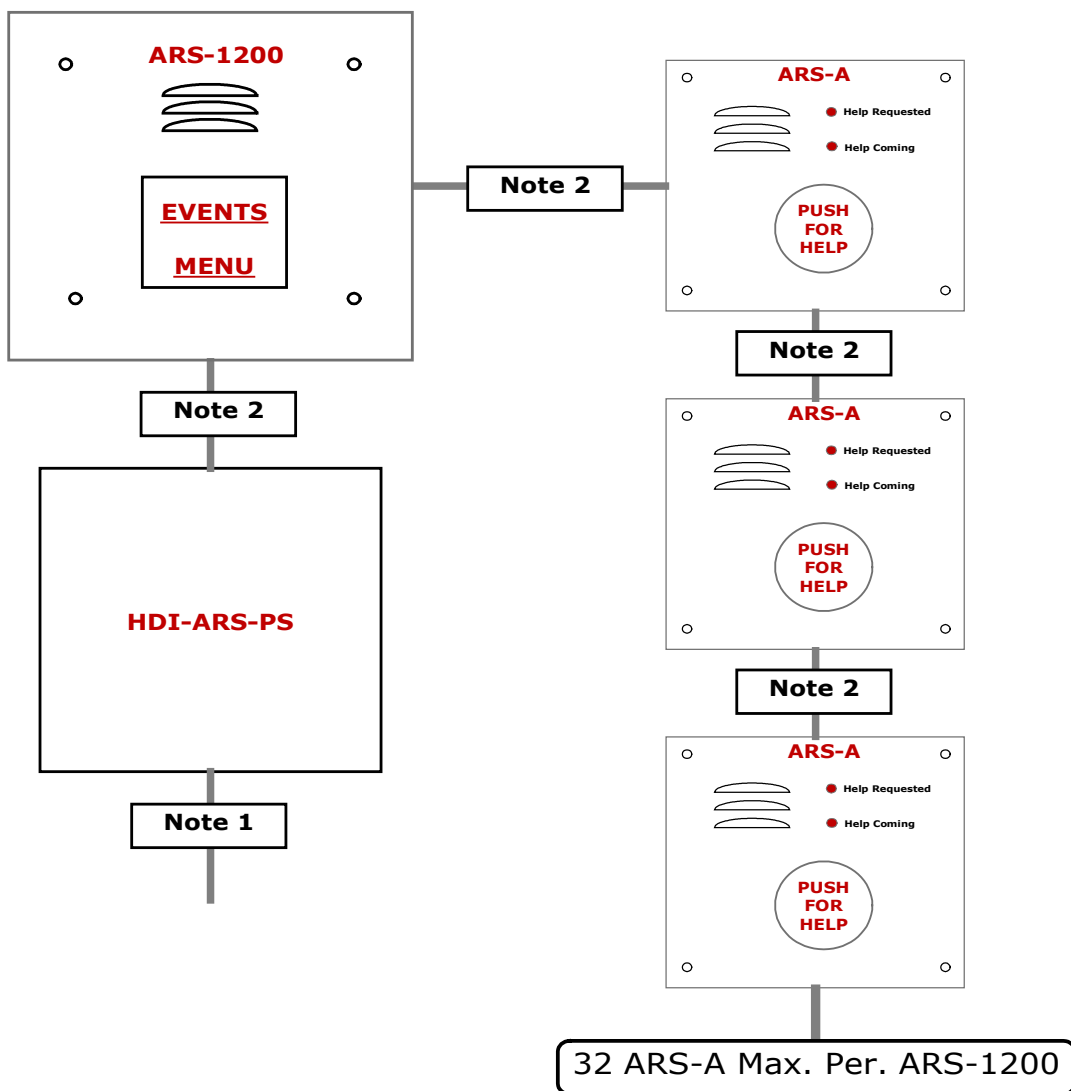 ARS-1200
EVENTS
MENU
Note 2
HDI-ARS-PS
Note 1
Note 2
ARS-A
Help Requested
Help Coming
PUSH
FOR
HELP
Note 2
ARS-A
Help Requested
Help Coming
PUSH
FOR
HELP
Note 2
ARS-A
Help Requested
Help Coming
PUSH
FOR
HELP
32 ARS-A Max. Per. ARS-1200